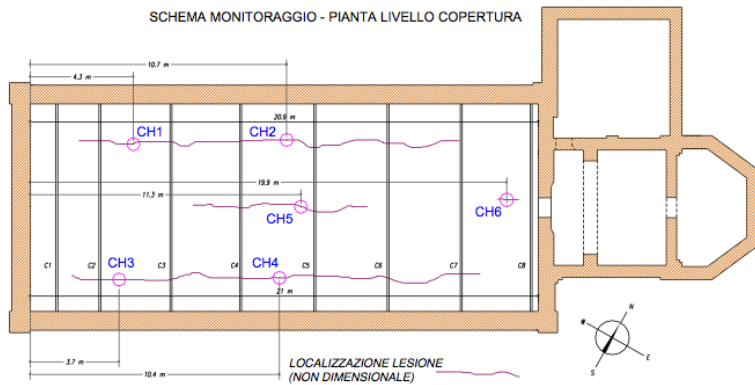 SCHEMA MONITORAGGIO - PIANTA LIVELLO COPERTURA
10.7 m
4.3 m
20.9 m
CH1
CH2
19.9 m
11.3 m
CH5
CH6
C1
C2
C3
C4
C5
C6
C7
C8
CH3
CH4
21 m
3.7 m
10.4 m
N
W
E
S
LOCALIZZAZIONE LESIONE
(NON DIMENSIONALE)